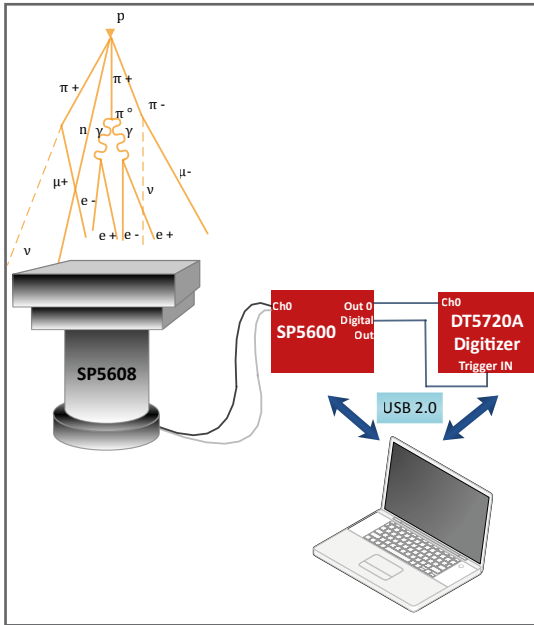 p
π +
π +
π °
π -
n
γ
γ
μ+
μ-
e -
ν
ν
e +
e -
e +
SP5608
Ch0
Out 0
Digital
Out
SP5600
Ch0
DT5720A
Digitizer
Trigger IN
USB 2.0